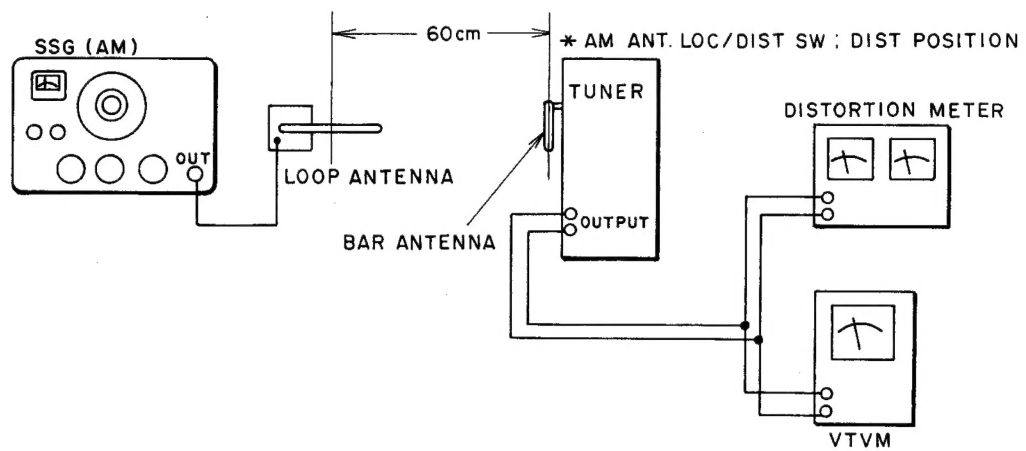 SSG (AM)
60cm
* AM ANT. LOC/DIST SW ; DIST POSITION
TUNER
DISTORTION METER
OUT
LOOP ANTENNA
BAR ANTENNA
OUTPUT
VTVM